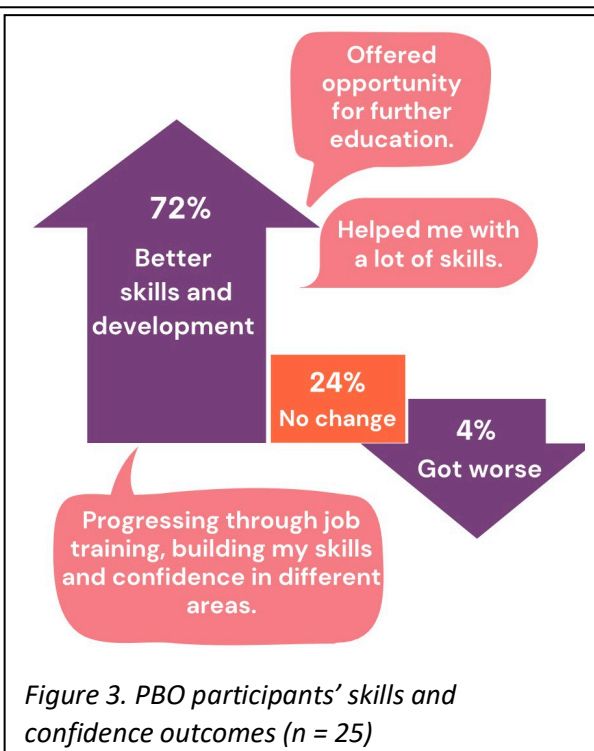 Offered
opportunity
for further
education.
72%
Better
skills and
development
Helped me with
a lot of skills.
24%
No change
4%
Got worse
Progressing through job
training, building my skills
and confidence in different
areas.
Figure 3. PBO participants’ skills and
confidence outcomes (n = 25)